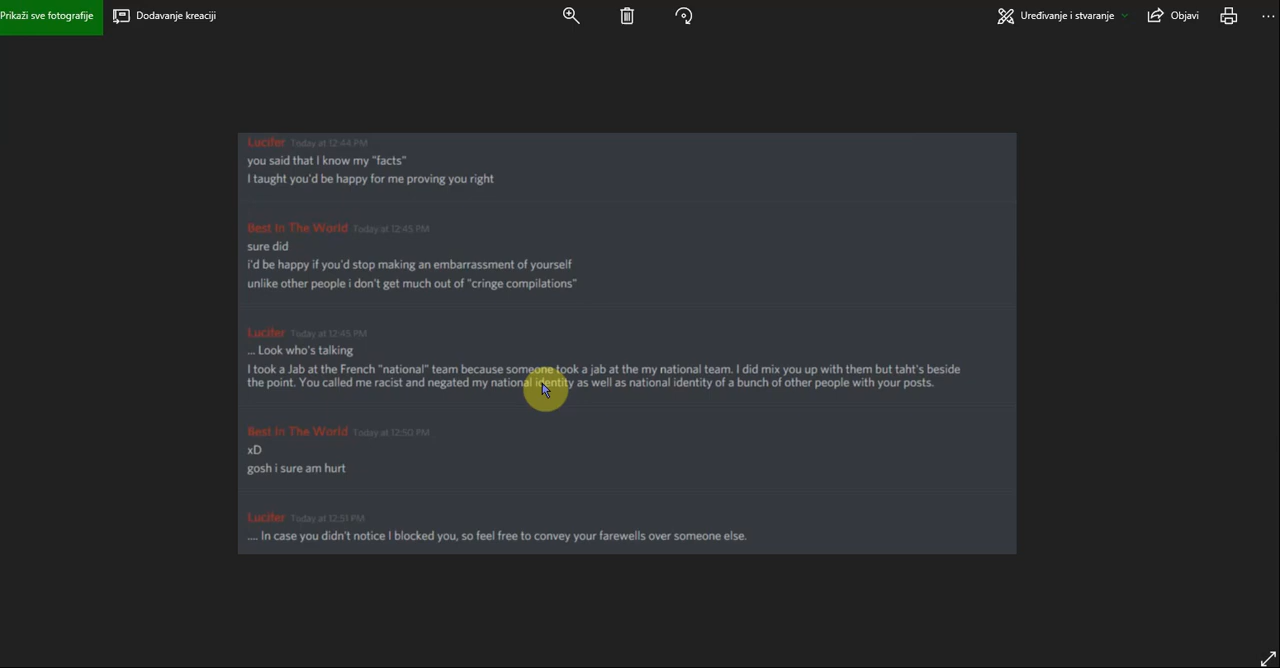 Prikaži sve fotografije
Dodavanje kreaciji
Uređivanje i stvaranje
Objavi
Lucifer Today at 12:44 PM
you said that I know my "facts"
I taught you'd be happy for me proving you right
Best In The World Today at 12:45 PM
sure did
i'd be happy if you'd stop making an embarrassment of yourself
unlike other people i don't get much out of "cringe compilations"
Lucifer Today at 12:45 PM
... Look who's talking
I took a Jab at the French "national" team because someone took a jab at the my national team. I did mix you up with them but taht's beside
the point. You called me racist and negated my national identity as well as national identity of a bunch of other people with your posts.
Best In The World Today at 12:50 PM
xD
gosh i sure am hurt
Lucifer Today at 12:51 PM
.... In case you didn't notice I blocked you, so feel free to convey your farewells over someone else.